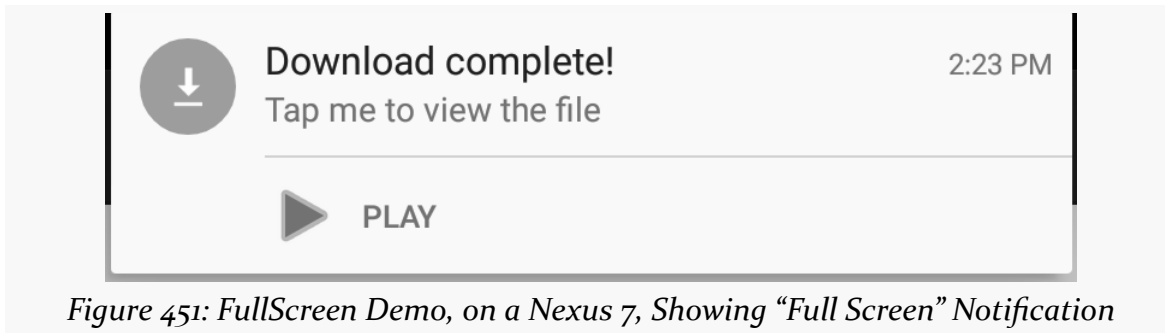 Download complete!
2:23 PM
Tap me to view the file
PLAY
Figure 451: FullScreen Demo, on a Nexus 7, Showing “Full Screen” Notification